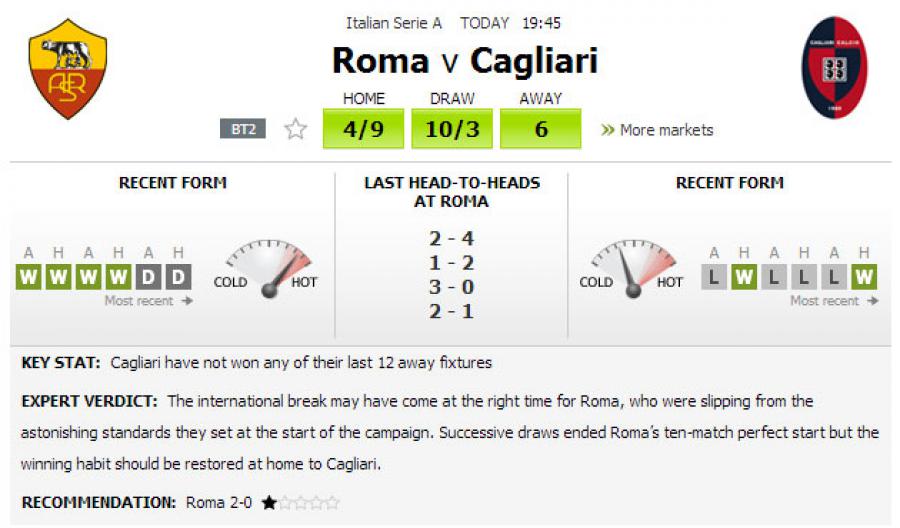 Italian Serie A TODAY 19:45
Roma v Cagliari
HOME DRAW AWAY
BT2 4/9 10/3 6 » More markets
CAGLIARI CALCIO
1920
ASR
RECENT FORM
A H A H A H
W W W W D D
COLD HOT
Most recent →
LAST HEAD-TO-HEADS
AT ROMA
2 - 4
1 - 2
3 - 0
2 - 1
RECENT FORM
COLD HOT
A H A H A H
L W L L L W
Most recent →
KEY STAT: Cagliari have not won any of their last 12 away fixtures
EXPERT VERDICT: The international break may have come at the right time for Roma, who were slipping from the
astonishing standards they set at the start of the campaign. Successive draws ended Roma's ten-match perfect start but the
winning habit should be restored at home to Cagliari.
RECOMMENDATION: Roma 2-0 ★☆☆☆☆